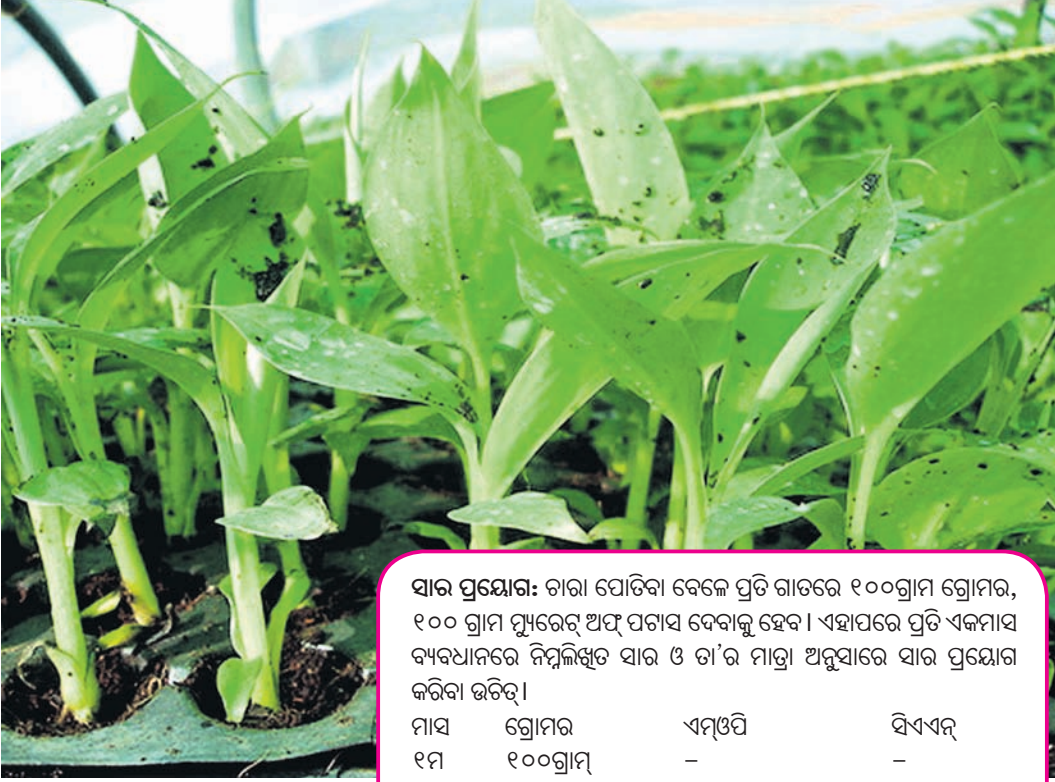 ସାର ପ୍ରୟୋଗ: ଚାରା ପୋତିବା ବେଳେ ପ୍ରତି ଗାତରେ ୧୦୦ଗ୍ରାମ ଗ୍ରୋମର,
୧୦୦ ଗ୍ରାମ ମ୍ୟୁରେଟ୍ ଅଫ୍ ପଟାସ ଦେବାକୁ ହେବ। ଏହାପରେ ପ୍ରତି ଏକମାସ
ବ୍ୟବଧାନରେ ନିମ୍ନଲିଖିତ ସାର ଓ ତା'ର ମାତ୍ରା ଅନୁସାରେ ସାର ପ୍ରୟୋଗ
କରିବା ଉଚିତ୍।
ମାସ ଗ୍ରୋମର ଏମ୍ଓପି ସିଏଏନ୍
୧ମ ୧୦୦ଗ୍ରାମ୍ – –